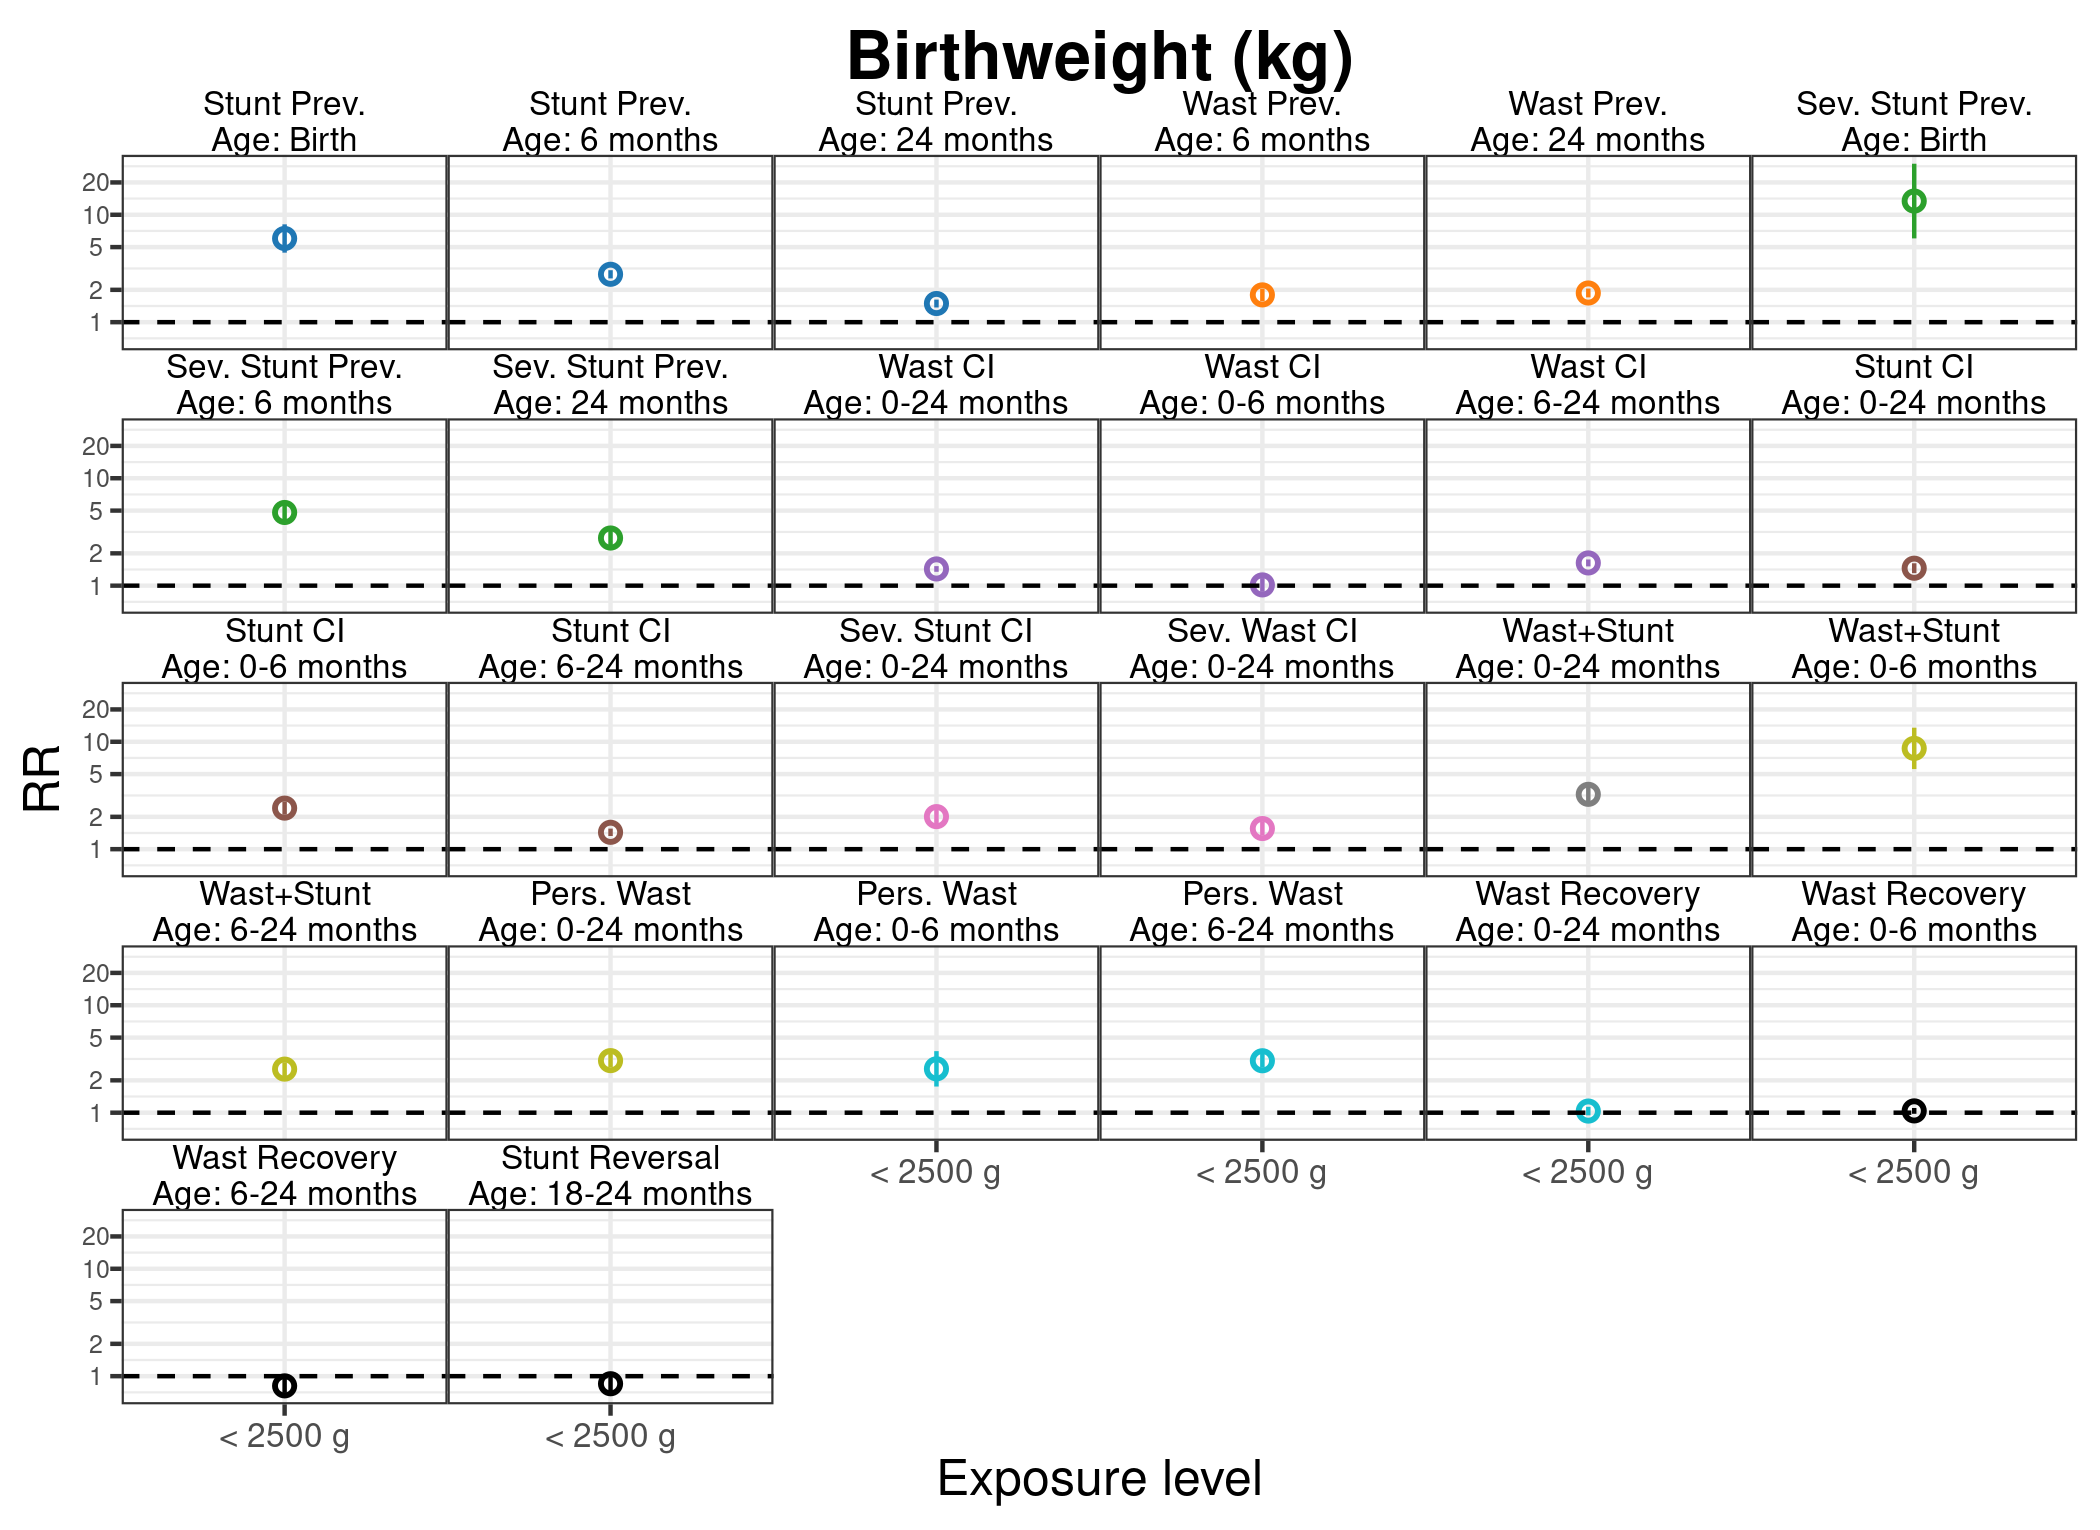 Birthweight (kg)
Stunt Prev.
Age: Birth
Stunt Prev.
Age: 6 months
Stunt Prev.
Age: 24 months
Wast Prev.
Age: 6 months
Wast Prev.
Age: 24 months
Sev. Stunt Prev.
Age: Birth
20
10
5
2
1
Sev. Stunt Prev.
Age: 6 months
Sev. Stunt Prev.
Age: 24 months
Wast CI
Age: 0-24 months
Wast CI
Age: 0-6 months
Wast CI
Age: 6-24 months
Stunt CI
Age: 0-24 months
20
10
5
2
1
Stunt CI
Age: 0-6 months
Stunt CI
Age: 6-24 months
Sev. Stunt CI
Age: 0-24 months
Sev. Wast CI
Age: 0-24 months
Wast+Stunt
Age: 0-24 months
Wast+Stunt
Age: 0-6 months
20
10
5
2
1
RR
Wast+Stunt
Age: 6-24 months
Pers. Wast
Age: 0-24 months
Pers. Wast
Age: 0-6 months
Pers. Wast
Age: 6-24 months
Wast Recovery
Age: 0-24 months
Wast Recovery
Age: 0-6 months
20
10
5
2
1
< 2500 g
< 2500 g
< 2500 g
< 2500 g
Wast Recovery
Age: 6-24 months
Stunt Reversal
Age: 18-24 months
20
10
5
2
1
< 2500 g
< 2500 g
Exposure level